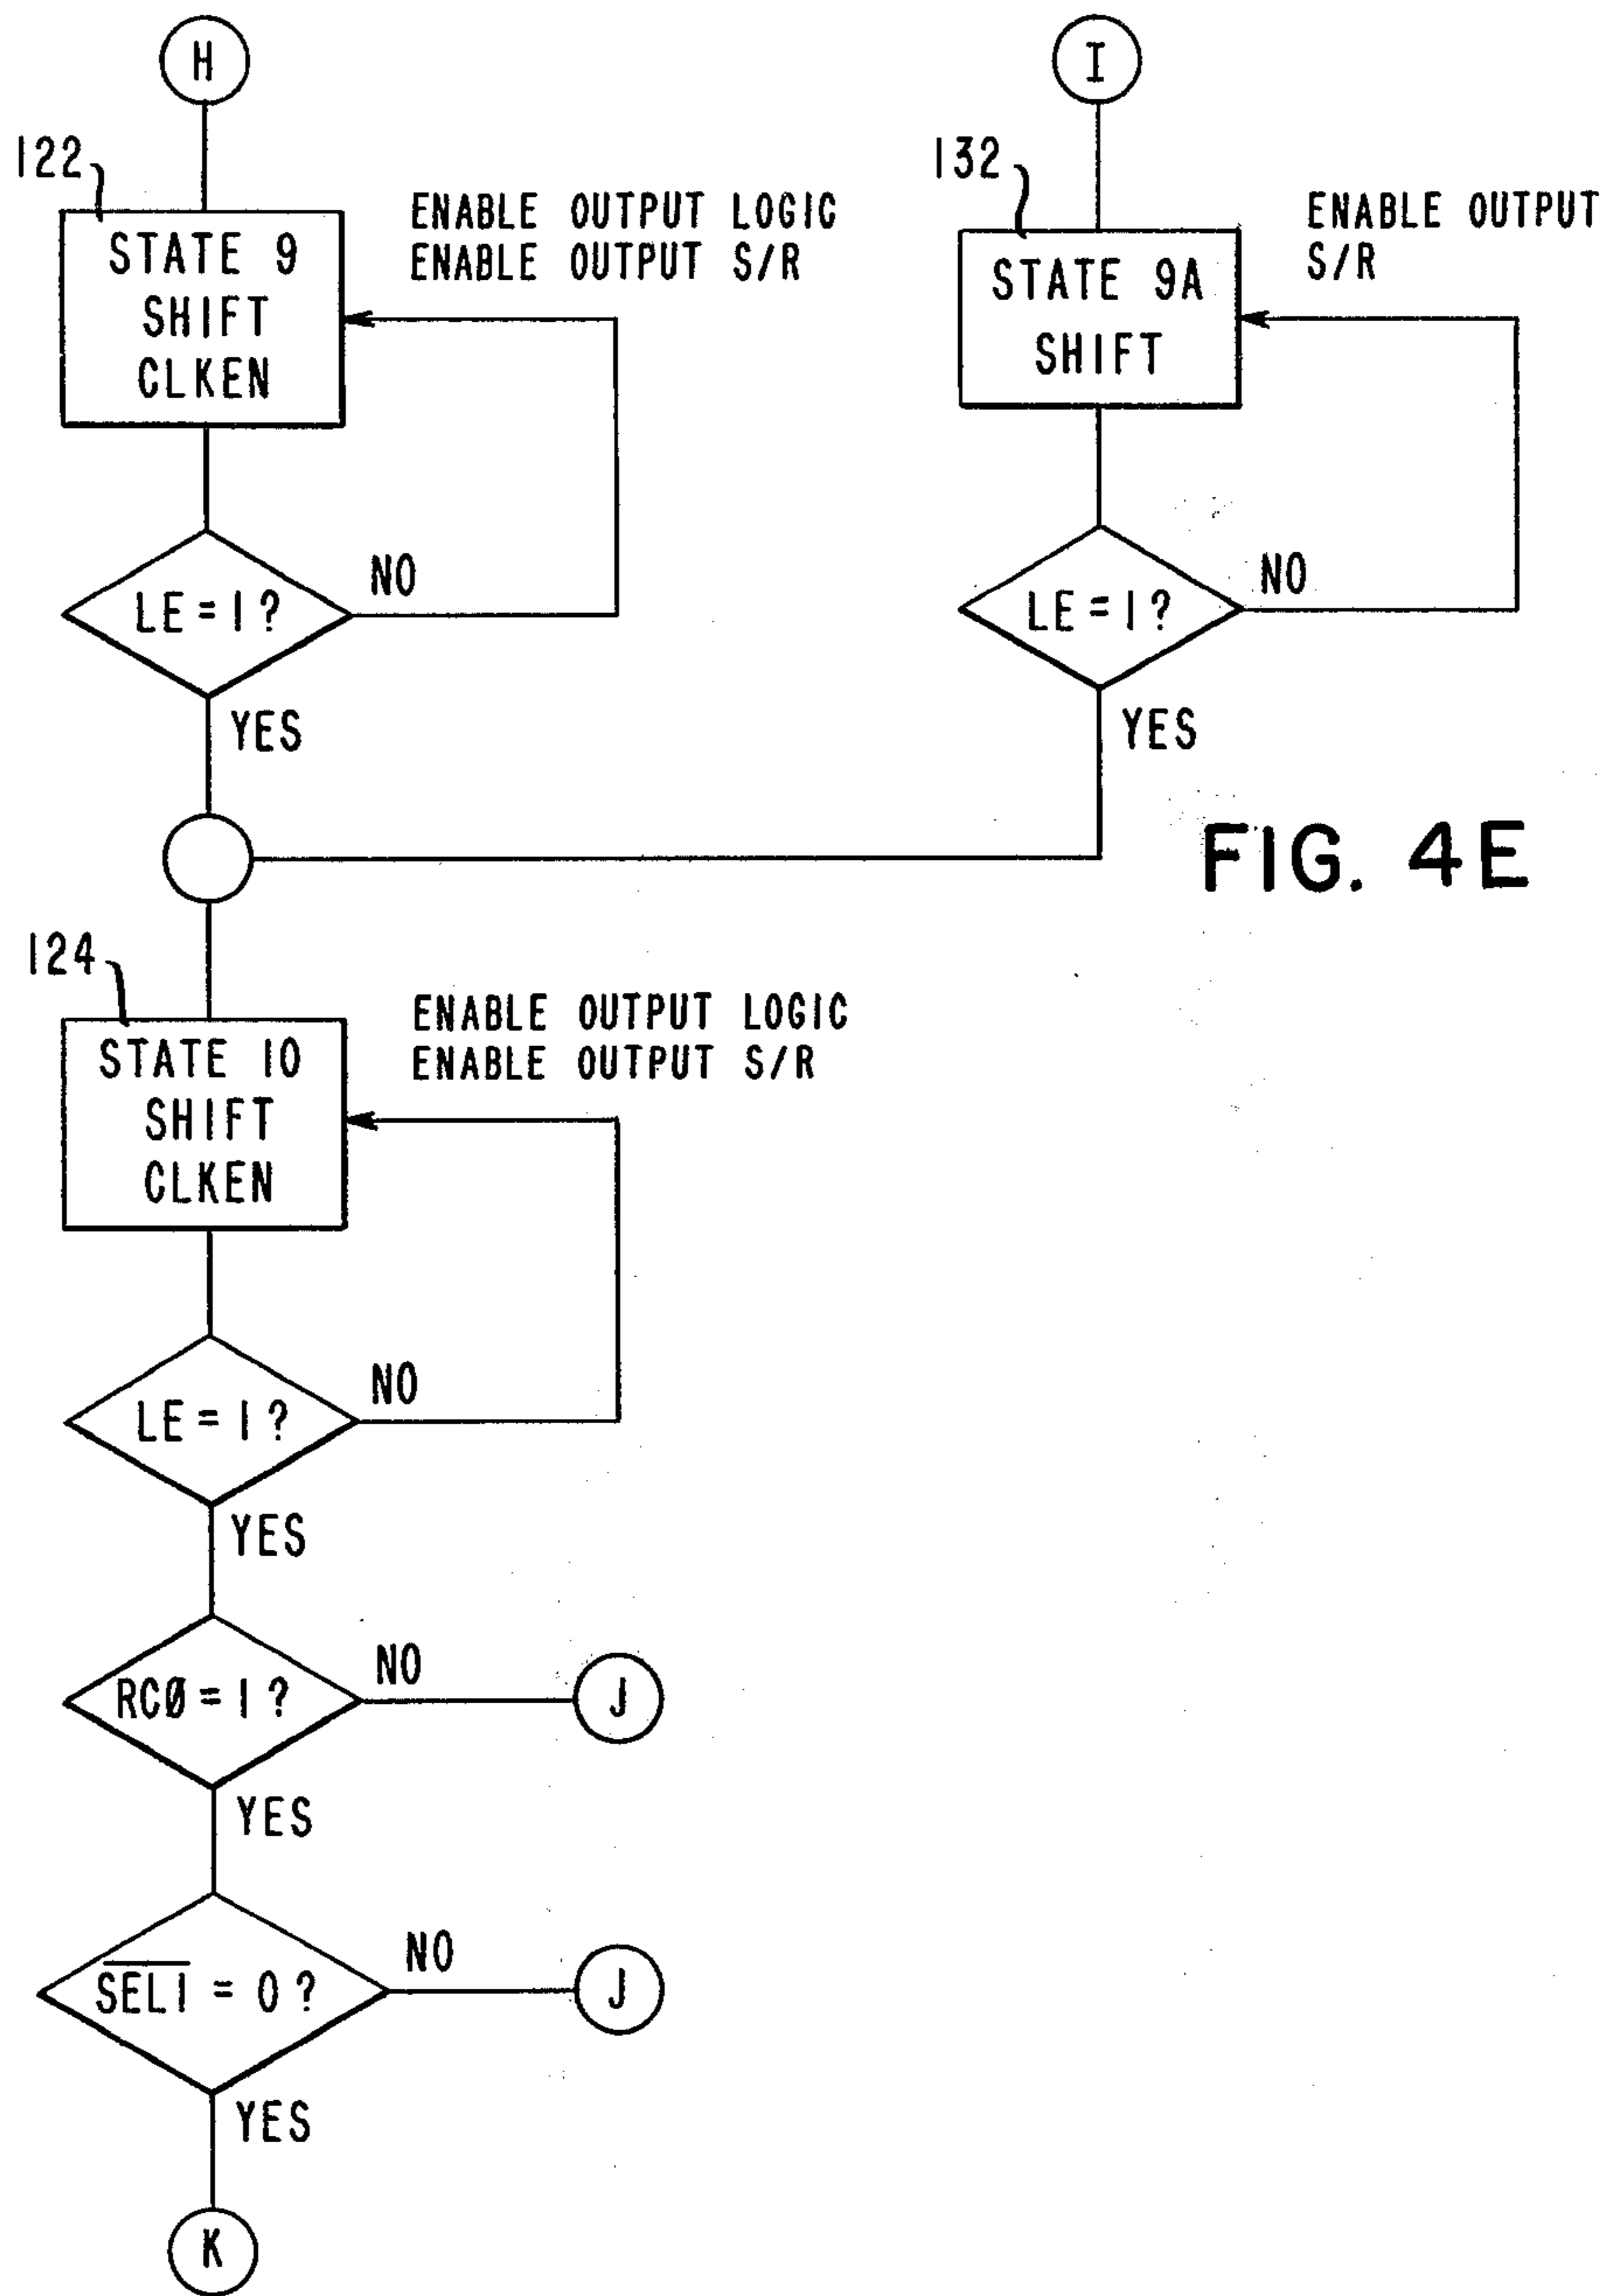 H
I
122
132
ENABLE OUTPUT LOGIC
ENABLE OUTPUT S/R
ENABLE OUTPUT
S/R
STATE 9
SHIFT
CLKEN
STATE 9A
SHIFT
LE = 1 ?
NO
LE = 1 ?
NO
YES
YES
FIG. 4E
124
ENABLE OUTPUT LOGIC
ENABLE OUTPUT S/R
STATE 10
SHIFT
CLKEN
LE = 1 ?
NO
YES
RCØ = 1 ?
NO
J
YES
S̅E̅L̅1̅ = 0 ?
NO
J
YES
K